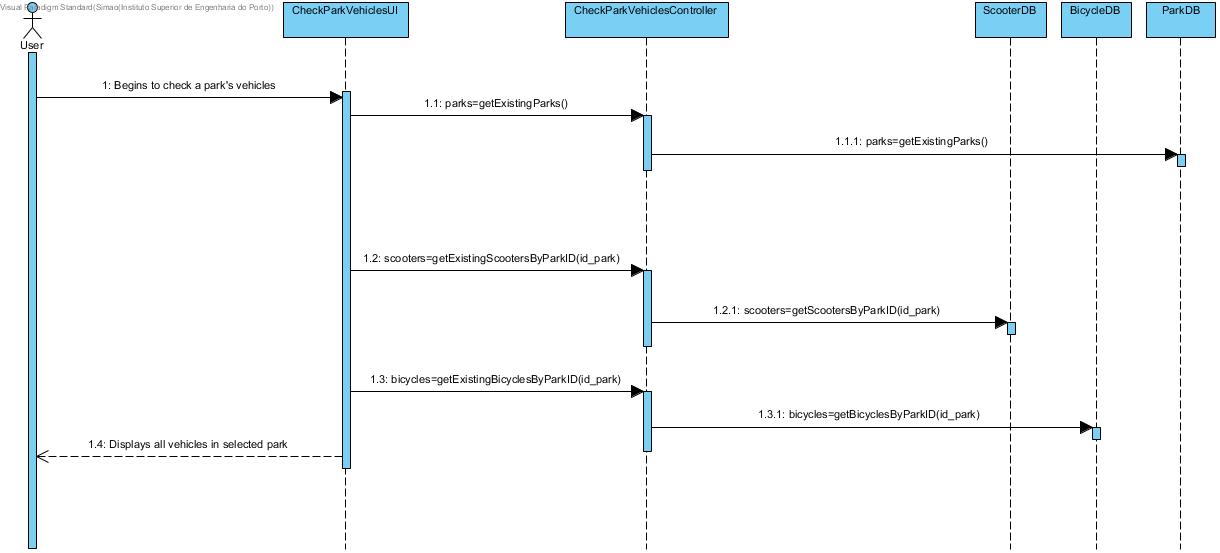 Visual Paradigm Standard(Simao(Instituto Superior de Engenharia do Porto))
CheckParkVehiclesUI
CheckParkVehiclesController
ScooterDB
BicycleDB
ParkDB
User
1: Begins to check a park's vehicles
1.1: parks=getExistingParks()
1.1.1: parks=getExistingParks()
1.2: scooters=getExistingScootersByParkID(id_park)
1.2.1: scooters=getScootersByParkID(id_park)
1.3: bicycles=getExistingBicyclesByParkID(id_park)
1.3.1: bicycles=getBicyclesByParkID(id_park)
1.4: Displays all vehicles in selected park